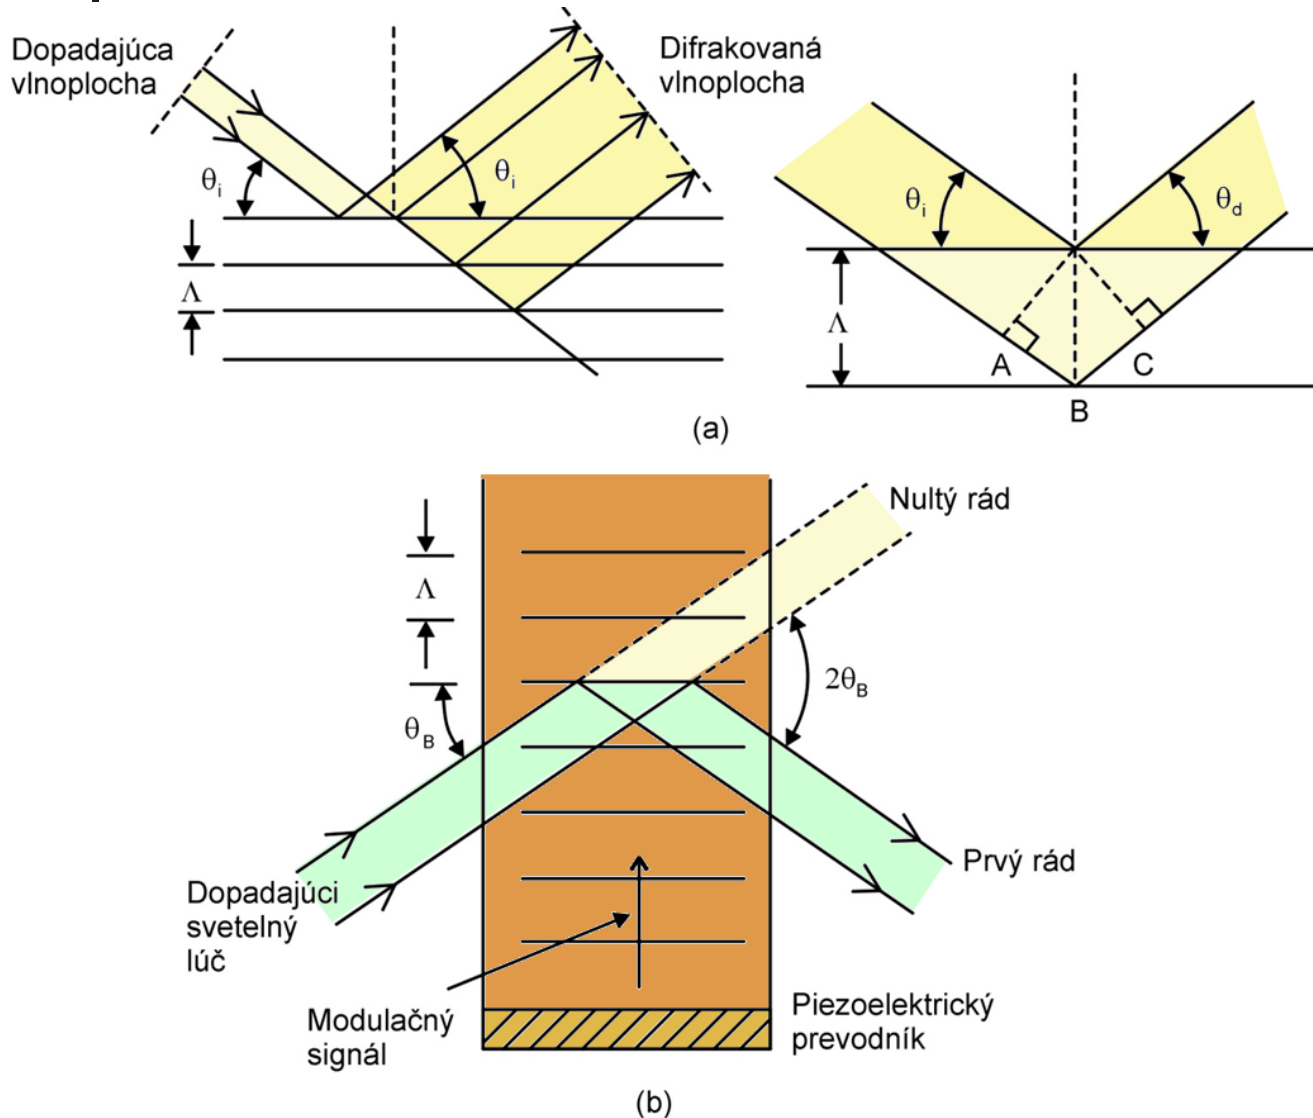 Dopadajúca
vlnoplocha
θi
θi
Λ
Difrakovaná
vlnoplocha
θi
θd
Λ
A
C
B
(a)
Λ
θB
Nultý rád
2θB
Prvý rád
Dopadajúci
svetelný
lúč
Modulačný
signál
Piezoelektrický
prevodník
(b)